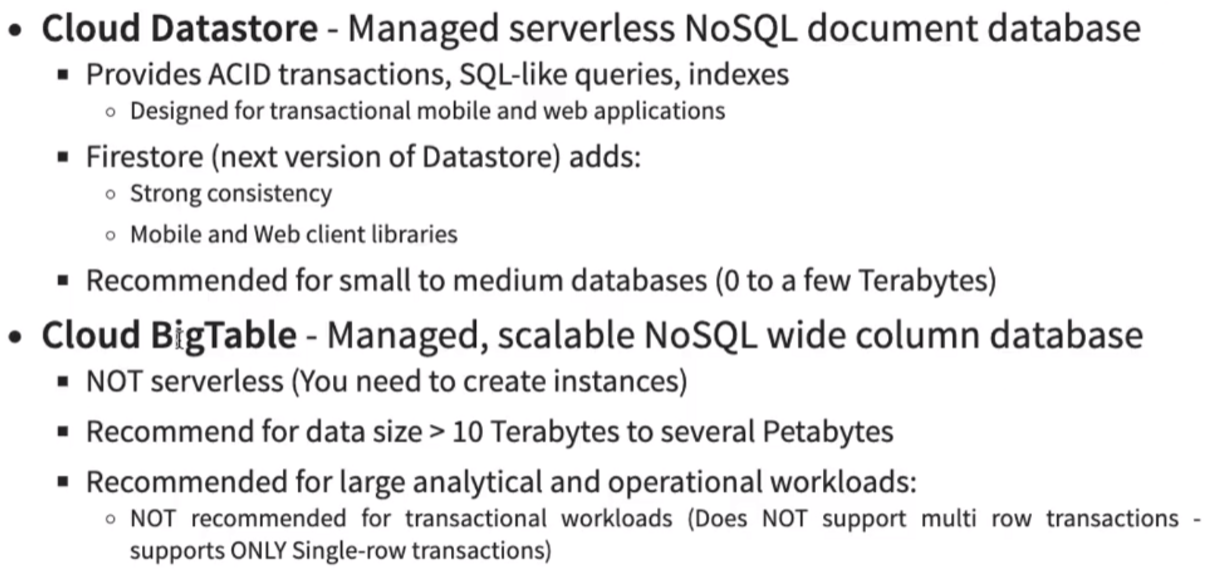 • Cloud Datastore - Managed serverless NoSQL document database
▪ Provides ACID transactions, SQL-like queries, indexes
◦ Designed for transactional mobile and web applications
▪ Firestore (next version of Datastore) adds:
◦ Strong consistency
◦ Mobile and Web client libraries
▪ Recommended for small to medium databases (0 to a few Terabytes)
• Cloud BigTable - Managed, scalable NoSQL wide column database
▪ NOT serverless (You need to create instances)
▪ Recommend for data size > 10 Terabytes to several Petabytes
▪ Recommended for large analytical and operational workloads:
◦ NOT recommended for transactional workloads (Does NOT support multi row transactions -
supports ONLY Single-row transactions)